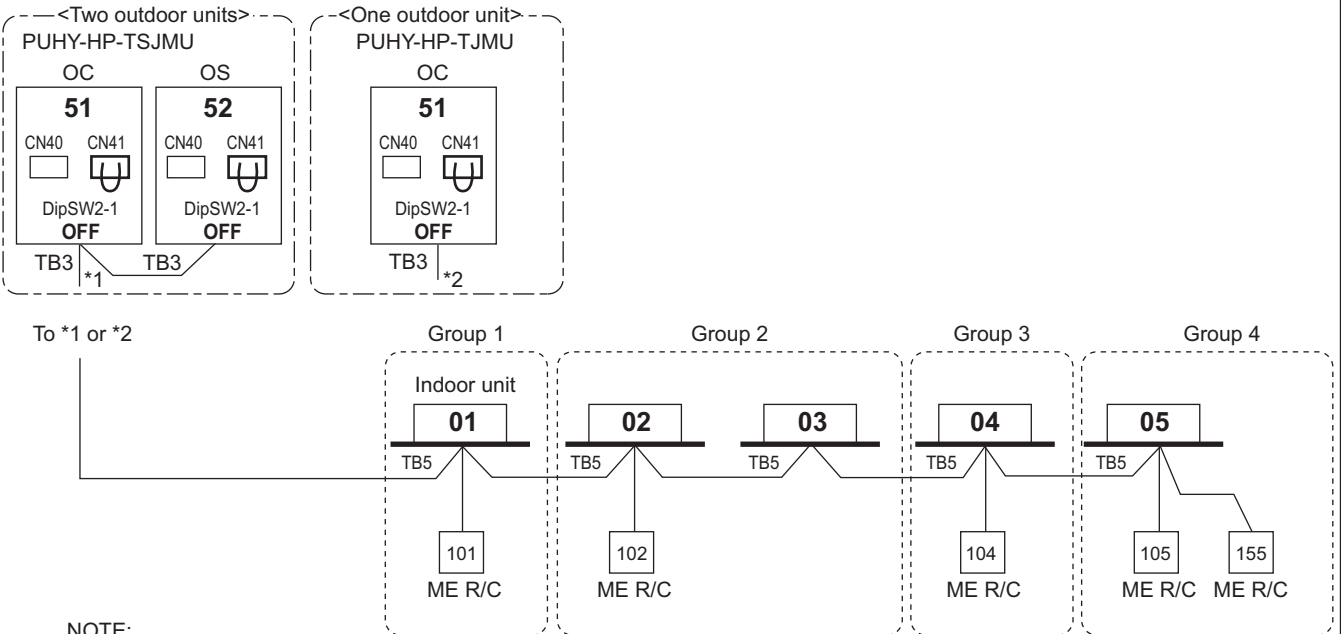 <Two outdoor units> <One outdoor unit>
PUHY-HP-TSJMU PUHY-HP-TJMU
OC OS OC
51 52 51
CN40 CN41 CN40 CN41 CN40 CN41
DipSW2-1 DipSW2-1 DipSW2-1
OFF OFF OFF
TB3 TB3 TB3
*1 *2
To *1 or *2 Group 1 Group 2 Group 3 Group 4
Indoor unit
01 02 03 04 05
TB5 TB5 TB5 TB5 TB5
101 102 104 105 155
ME R/C ME R/C ME R/C ME R/C ME R/C
NOTE: